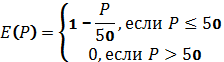 E(P) = { 1 − P/50, если P ≤ 50
0, если P > 50